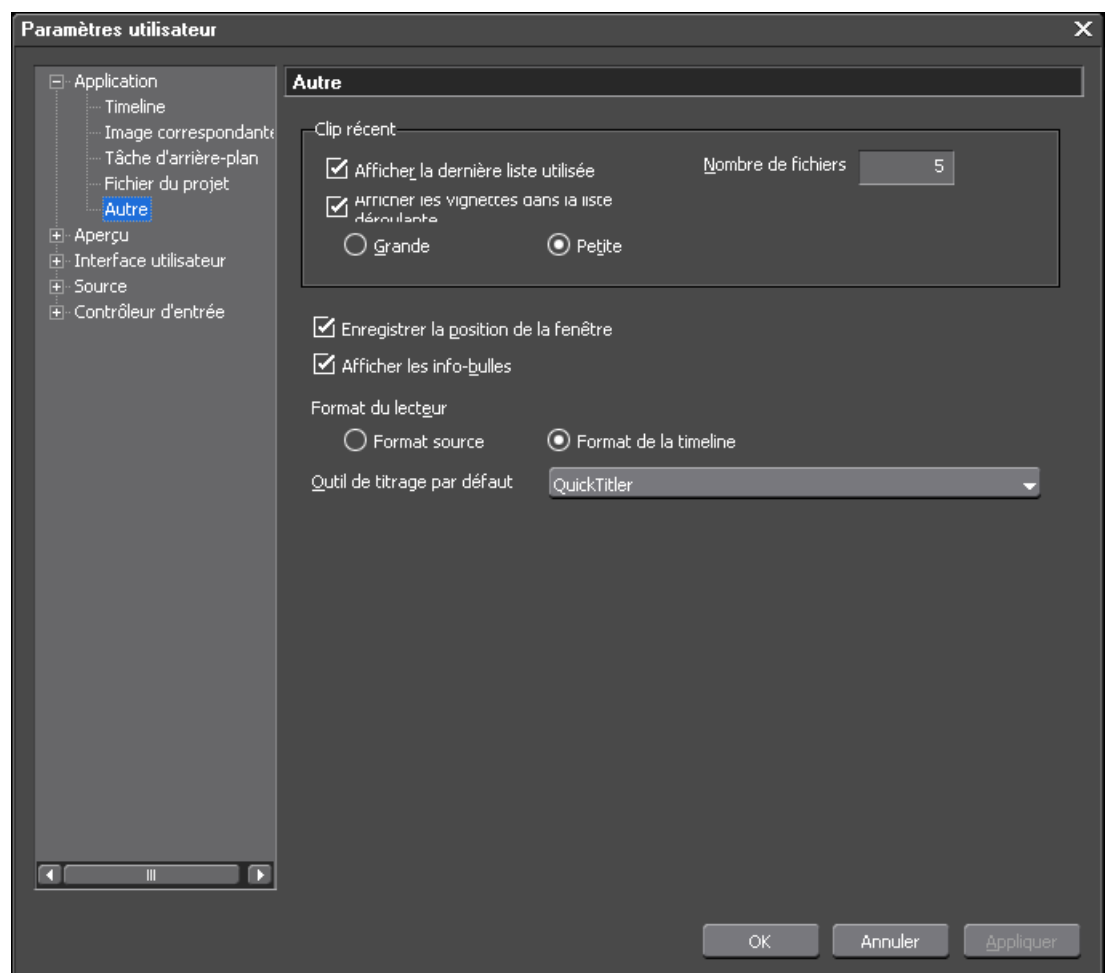 Paramètres utilisateur
Application
Timeline
Image correspondante
Tâche d'arrière-plan
Fichier du projet
Autre
Aperçu
Interface utilisateur
Source
Contrôleur d'entrée
Autre
Clip récent
Afficher la dernière liste utilisée
Nombre de fichiers 5
Afficher les vignettes dans la liste
déroulante
Grande Petite
Enregistrer la position de la fenêtre
Afficher les info-bulles
Format du lecteur
Format source Format de la timeline
Outil de titrage par défaut QuickTitler
OK Annuler Appliquer